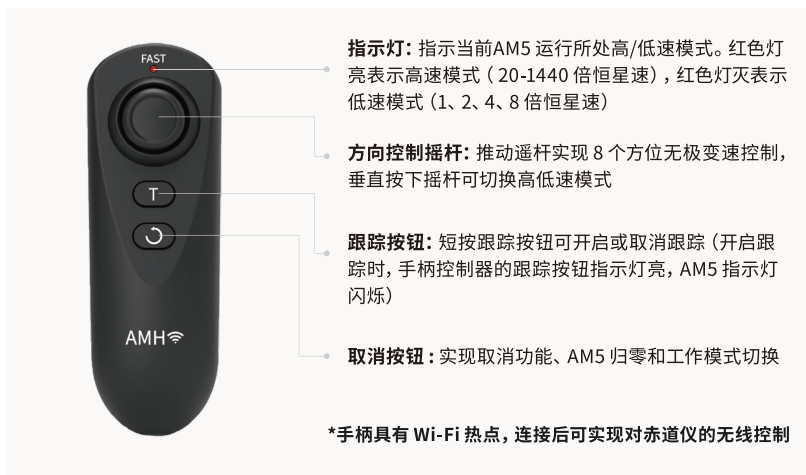 FAST
指示灯：指示当前AM5 运行所处高/低速模式。红色灯
亮表示高速模式（ 20-1440 倍恒星速），红色灯灭表示
低速模式（1、2、4、8 倍恒星速）
方向控制摇杆：推动遥杆实现 8 个方位无极变速控制，
垂直按下摇杆可切换高低速模式
T
跟踪按钮：短按跟踪按钮可开启或取消跟踪（开启跟
踪时，手柄控制器的跟踪按钮指示灯亮，AM5 指示灯
闪烁）
AMH
取消按钮：实现取消功能、AM5 归零和工作模式切换
*手柄具有 Wi-Fi 热点，连接后可实现对赤道仪的无线控制